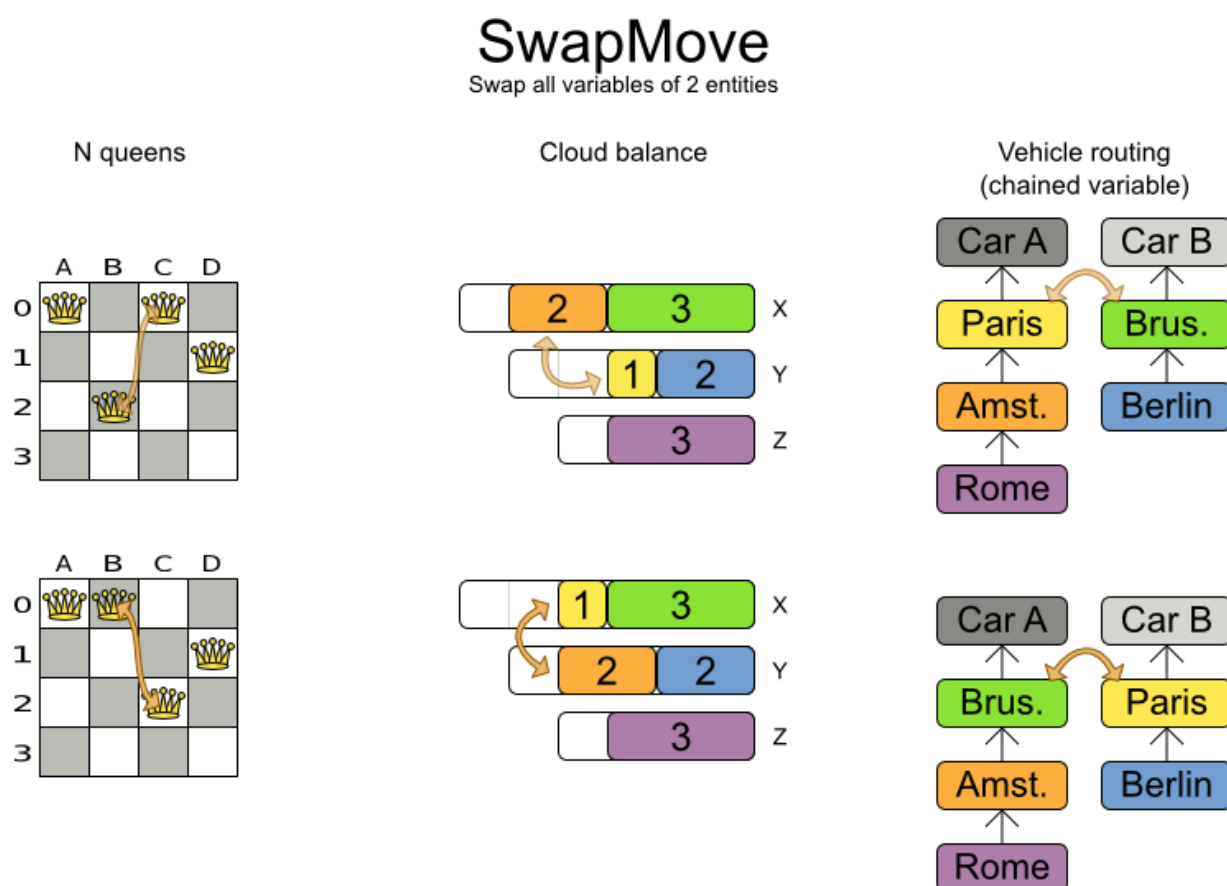 SwapMove
Swap all variables of 2 entities
N queens
Cloud balance
Vehicle routing
(chained variable)
A B C D
0
1
2
3
2 3 X
1 2 Y
3 Z
Car A Car B
Paris Brus.
Amst. Berlin
Rome
A B C D
0
1
2
3
1 3 X
2 2 Y
3 Z
Car A Car B
Brus. Paris
Amst. Berlin
Rome